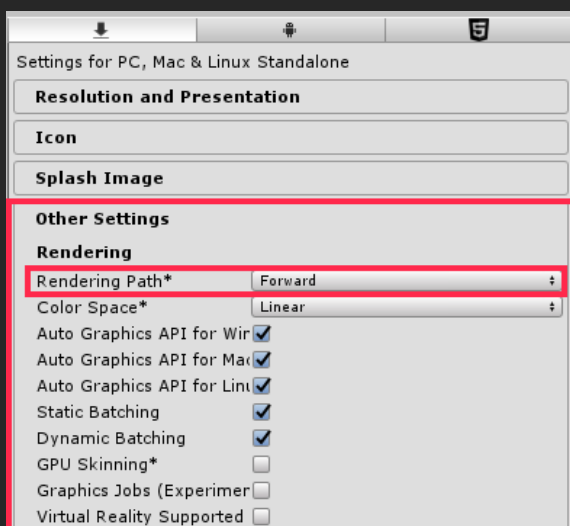 Settings for PC, Mac & Linux Standalone
Resolution and Presentation
Icon
Splash Image
Other Settings
Rendering
Rendering Path* Forward
Color Space* Linear
Auto Graphics API for Wir
Auto Graphics API for Mac
Auto Graphics API for Linu
Static Batching
Dynamic Batching
GPU Skinning*
Graphics Jobs (Experimer
Virtual Reality Supported